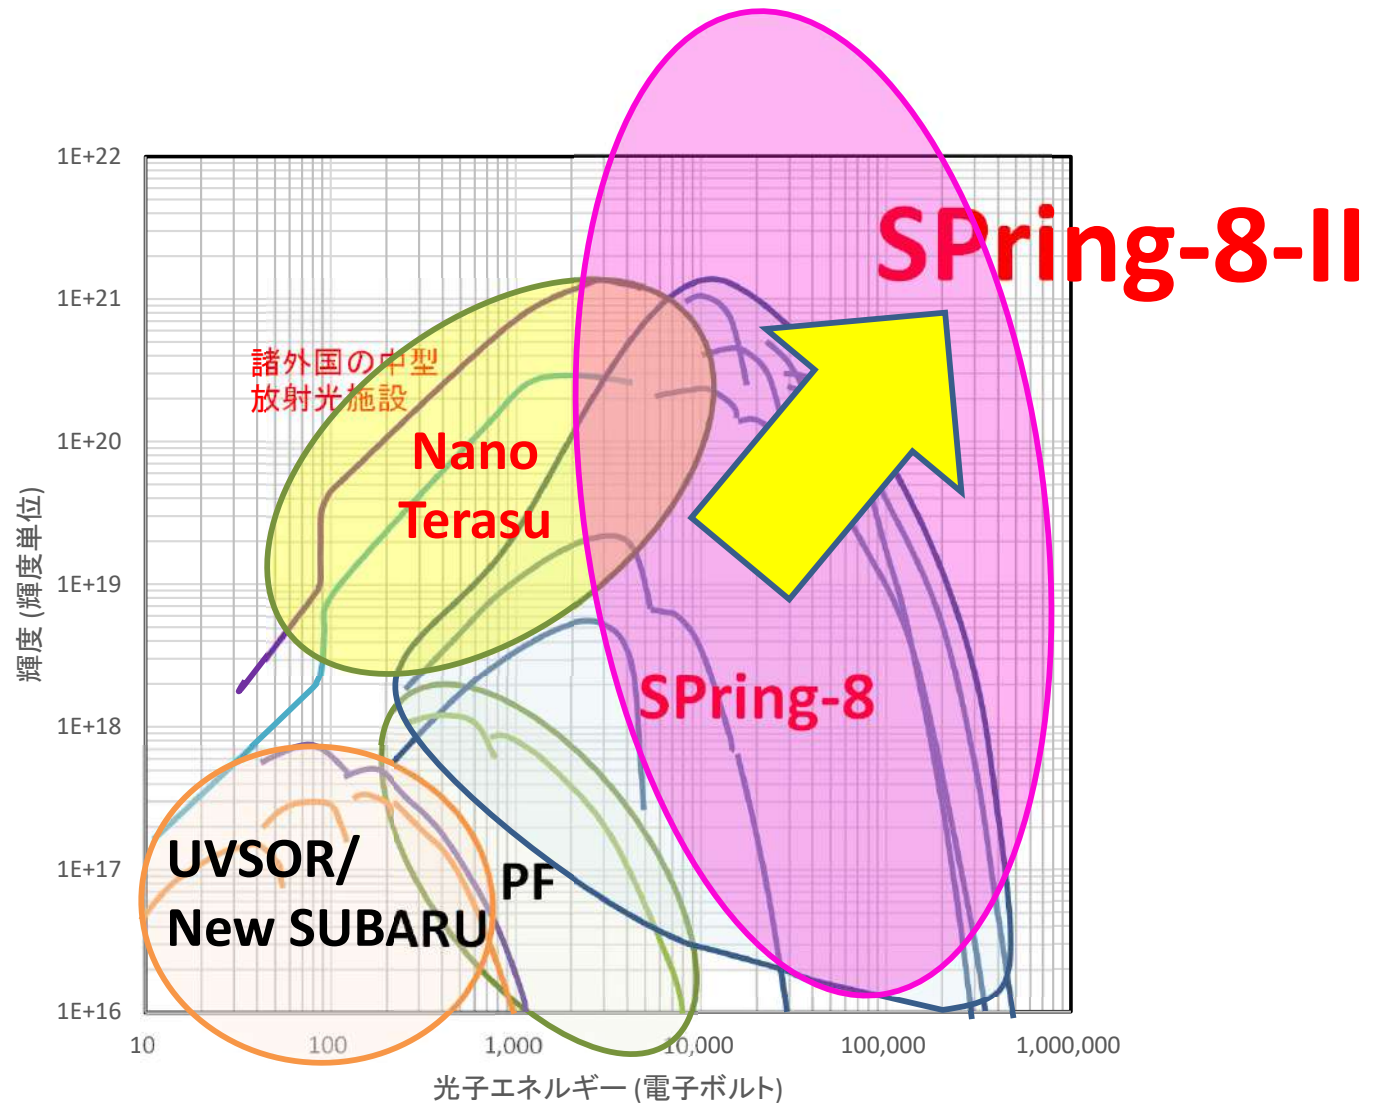 1E+22
SPring-8-II
1E+21
諸外国の中型
放射光施設
1E+20
Nano
Terasu
輝度 (輝度単位)
1E+19
SPring-8
1E+18
UVSOR/
New SUBARU
PF
1E+17
1E+16
10
100
1,000
10,000
100,000
1,000,000
光子エネルギー (電子ボルト)